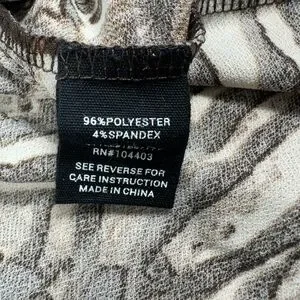 96%POLYESTER
4%SPANDEX
RN#104403
SEE REVERSE FOR
CARE INSTRUCTION
MADE IN CHINA